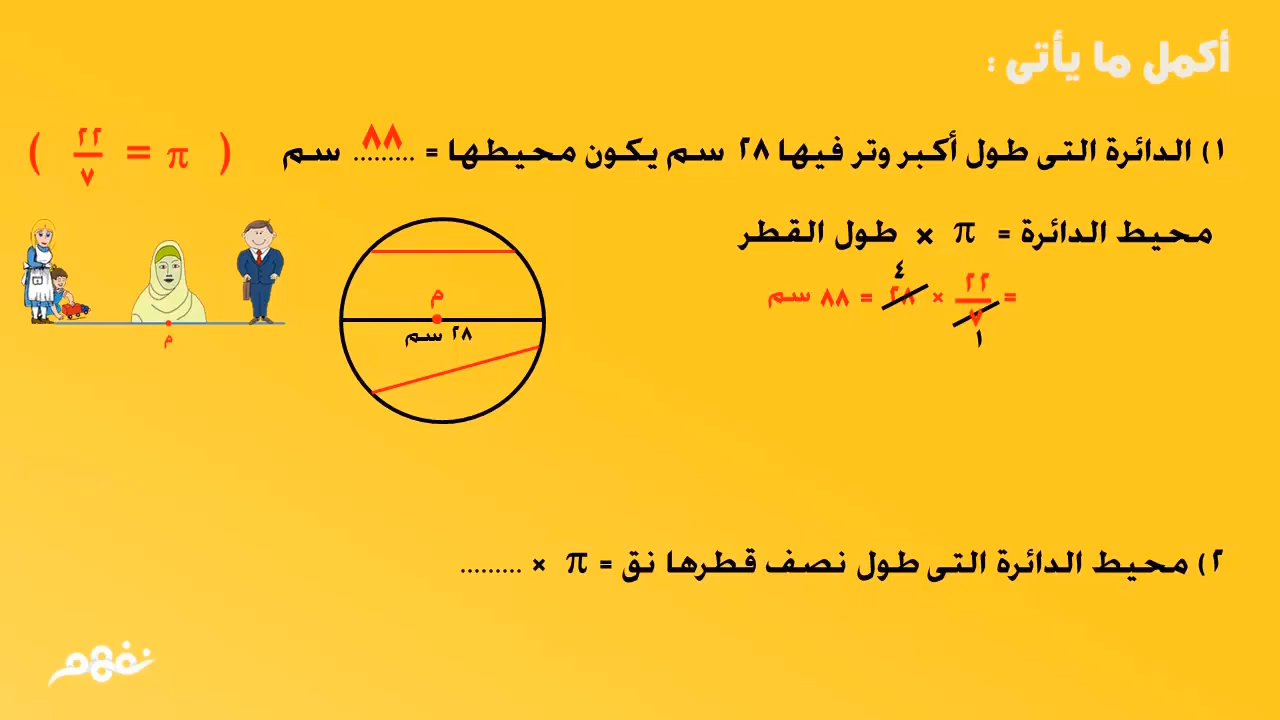 أكمل ما يأتى :
١) الدائرة التى طول أكبر وتر فيها ٢٨ سم يكون محيطها = ....٨٨.... سم ( π = ٢٢/٧ )
محيط الدائرة = π × طول القطر
= ٢٢/٧ × ٢٨ = ٨٨ سم
٤
١
م
٢٨ سم
م
٢) محيط الدائرة التى طول نصف قطرها نق = π × .........
نفهم